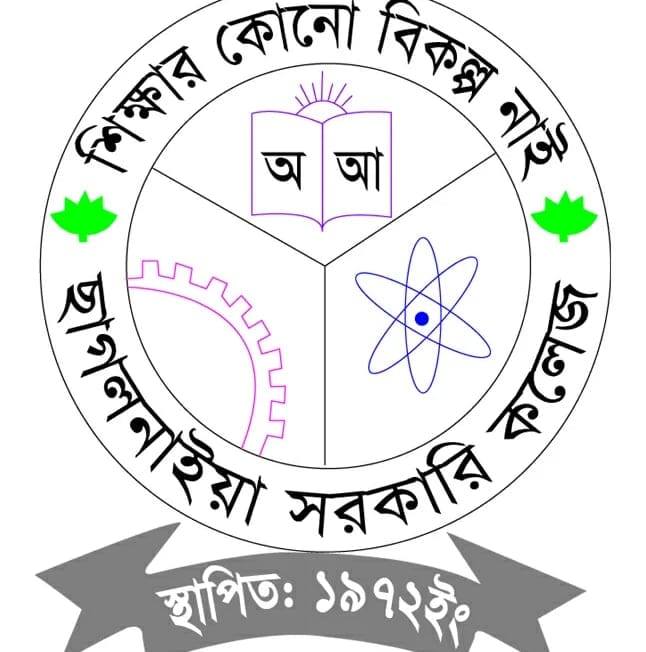 শিক্ষার কোনো বিকল্প নাই
অ আ
ছাগলনাইয়া সরকারি কলেজ
স্থাপিত: ১৯৭২ইং